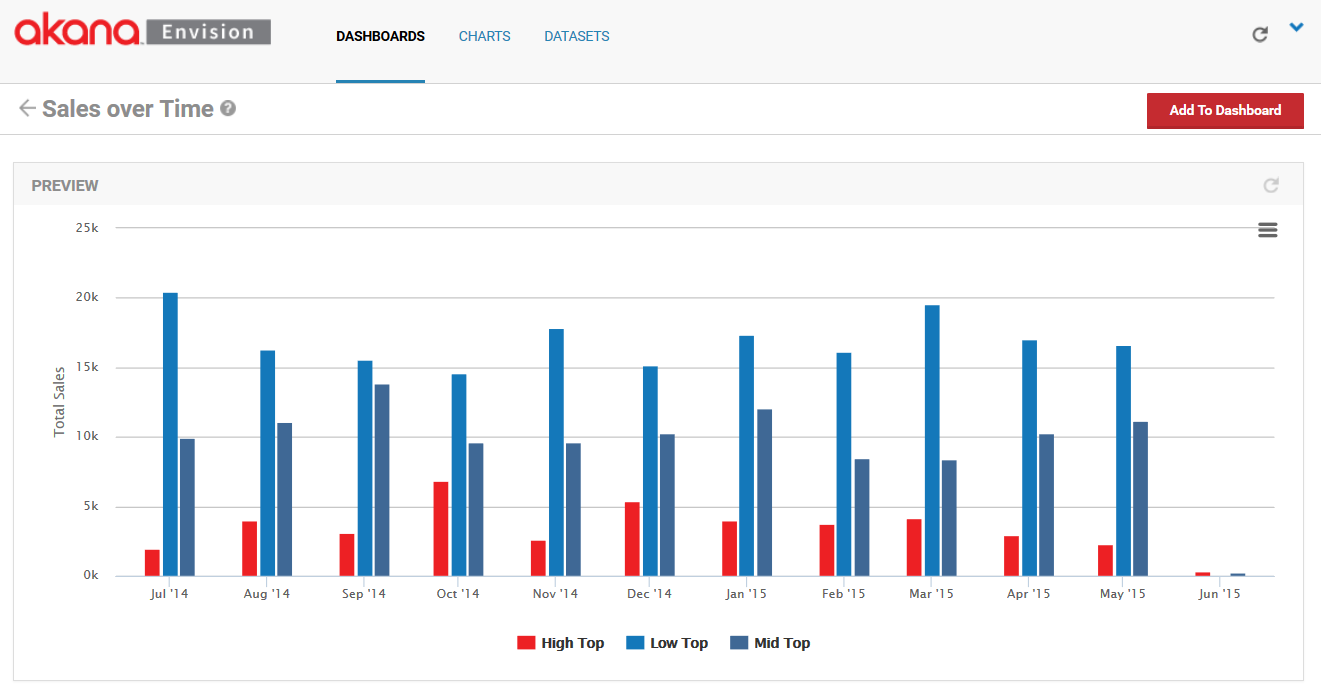 akana Envision
DASHBOARDS CHARTS DATASETS
Sales over Time ?
Add To Dashboard
PREVIEW
25k
20k
15k
10k
5k
0k
Total Sales
Jul '14 Aug '14 Sep '14 Oct '14 Nov '14 Dec '14 Jan '15 Feb '15 Mar '15 Apr '15 May '15 Jun '15
High Top Low Top Mid Top